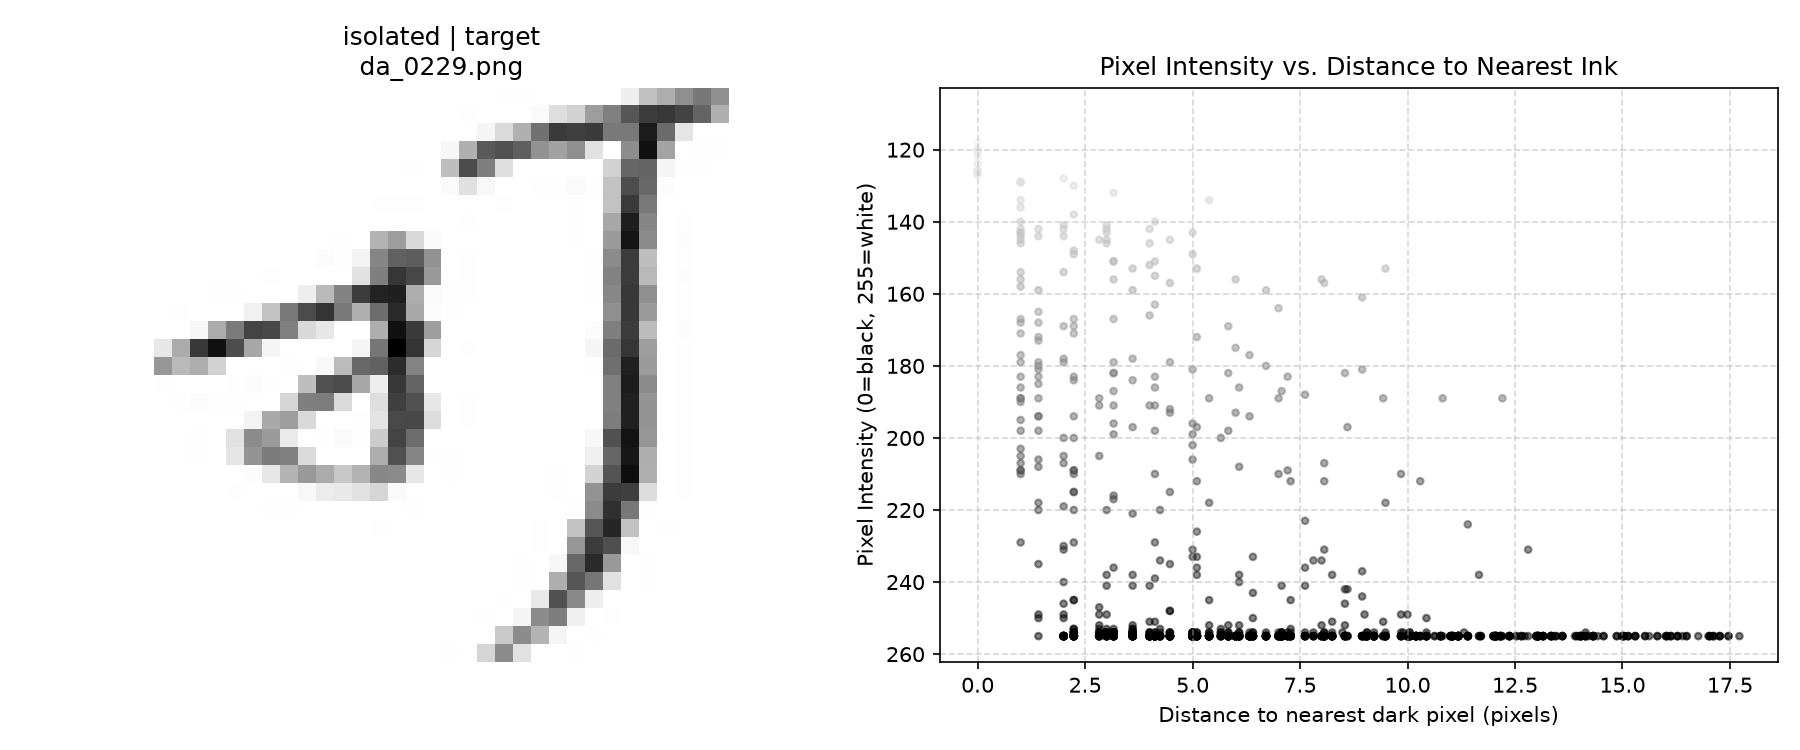 isolated | target
da_0229.png
Pixel Intensity vs. Distance to Nearest Ink
Pixel Intensity (0=black, 255=white)
120
140
160
180
200
220
240
260
0.0 2.5 5.0 7.5 10.0 12.5 15.0 17.5
Distance to nearest dark pixel (pixels)